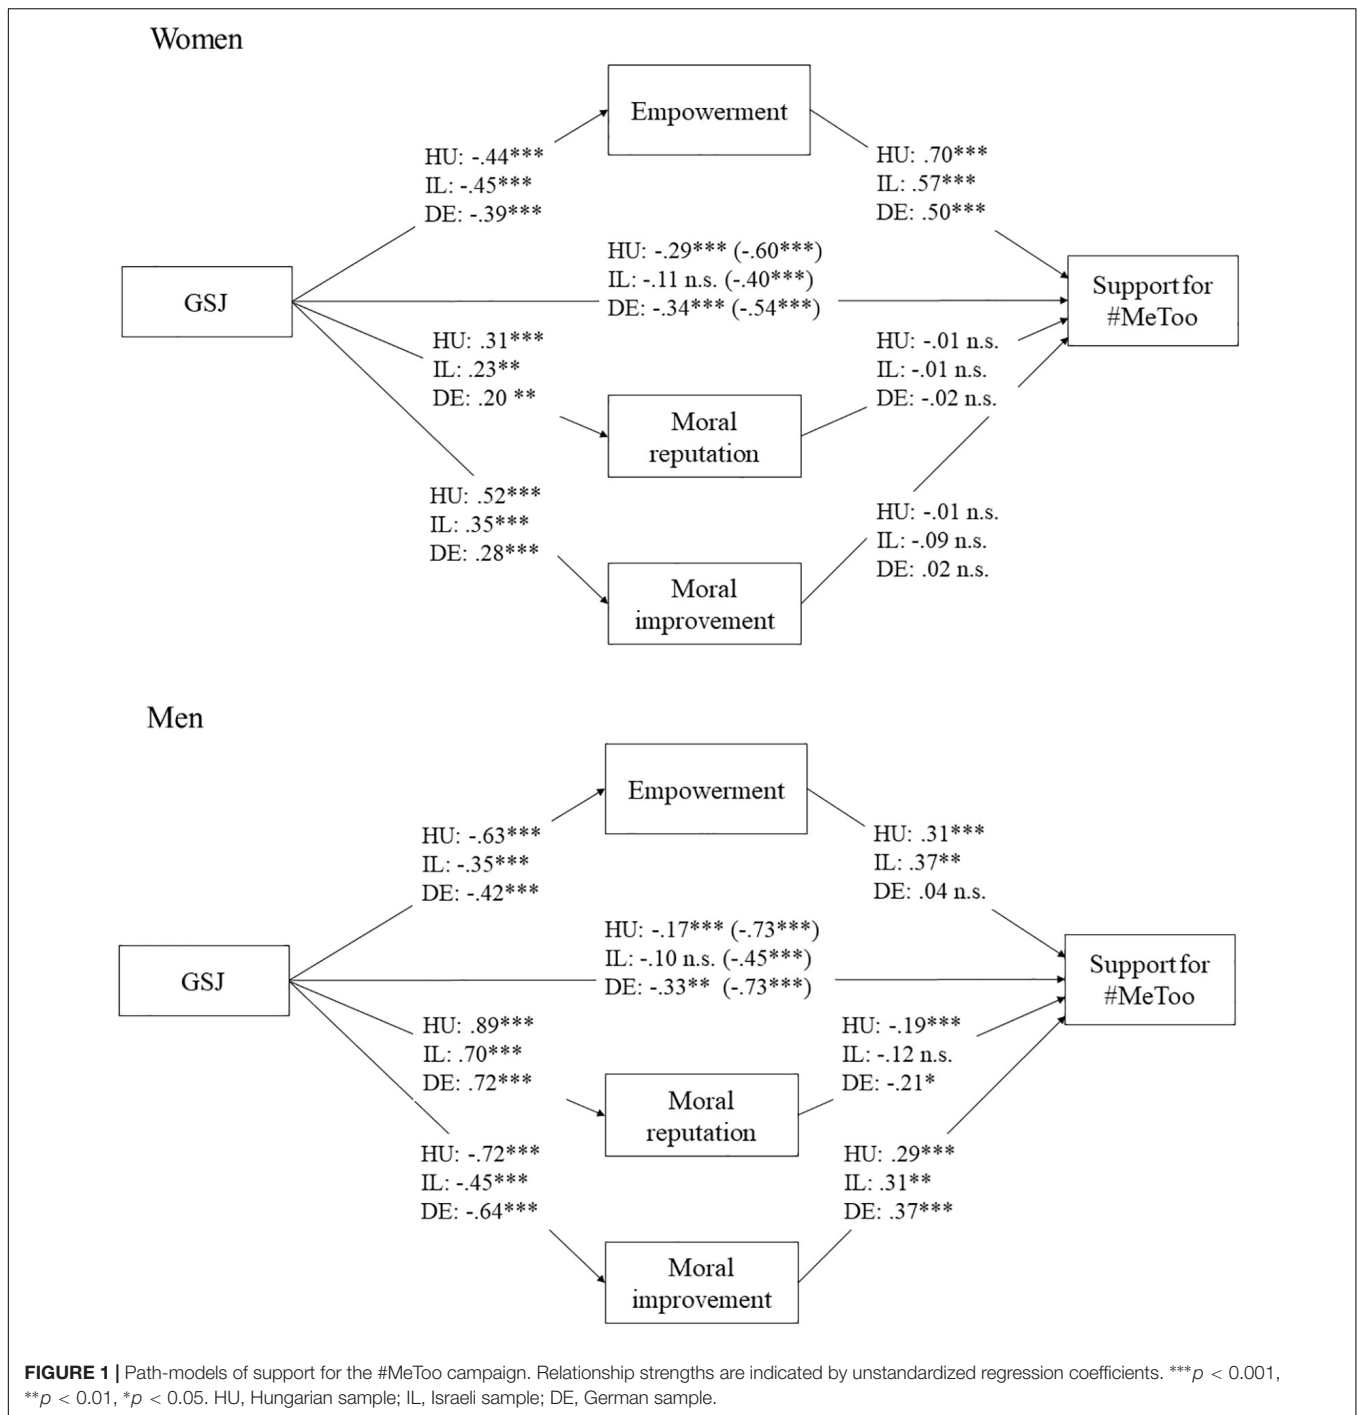 Women
Empowerment
HU: -.44***
IL: -.45***
DE: -.39***
HU: .70***
IL: .57***
DE: .50***
GSJ
HU: -.29*** (-.60***)
IL: -.11 n.s. (-.40***)
DE: -.34*** (-.54***)
Support for
#MeToo
HU: .31***
IL: .23**
DE: .20 **
HU: -.01 n.s.
IL: -.01 n.s.
DE: -.02 n.s.
Moral
reputation
HU: .52***
IL: .35***
DE: .28***
HU: -.01 n.s.
IL: -.09 n.s.
DE: .02 n.s.
Moral
improvement
Men
Empowerment
HU: -.63***
IL: -.35***
DE: -.42***
HU: .31***
IL: .37**
DE: .04 n.s.
GSJ
HU: -.17*** (-.73***)
IL: -.10 n.s. (-.45***)
DE: -.33** (-.73***)
Support for
#MeToo
HU: .89***
IL: .70***
DE: .72***
HU: -.19***
IL: -.12 n.s.
DE: -.21*
Moral
reputation
HU: -.72***
IL: -.45***
DE: -.64***
HU: .29***
IL: .31**
DE: .37***
Moral
improvement
FIGURE 1 | Path-models of support for the #MeToo campaign. Relationship strengths are indicated by unstandardized regression coefficients. ***p < 0.001,
**p < 0.01, *p < 0.05. HU, Hungarian sample; IL, Israeli sample; DE, German sample.